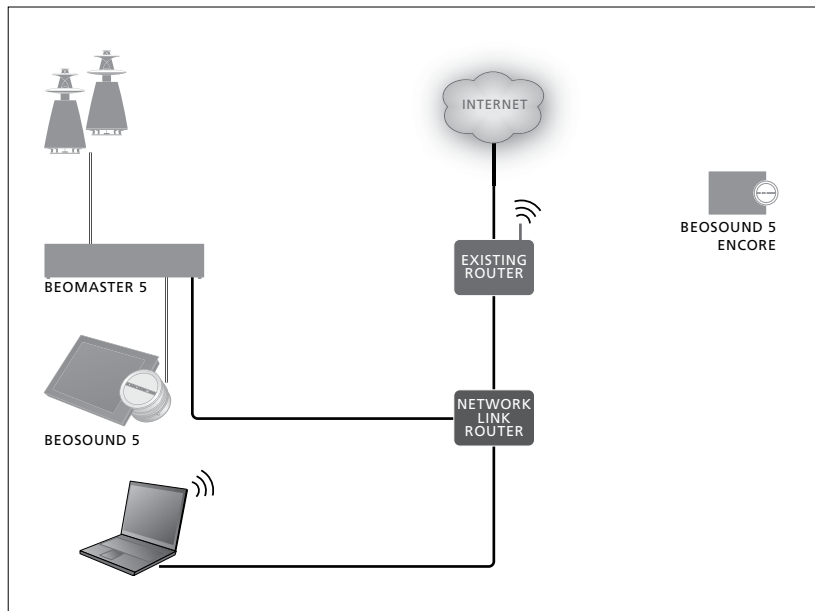 INTERNET
BEOSOUND 5
ENCORE
EXISTING
ROUTER
BEOMASTER 5
NETWORK
LINK
ROUTER
BEOSOUND 5